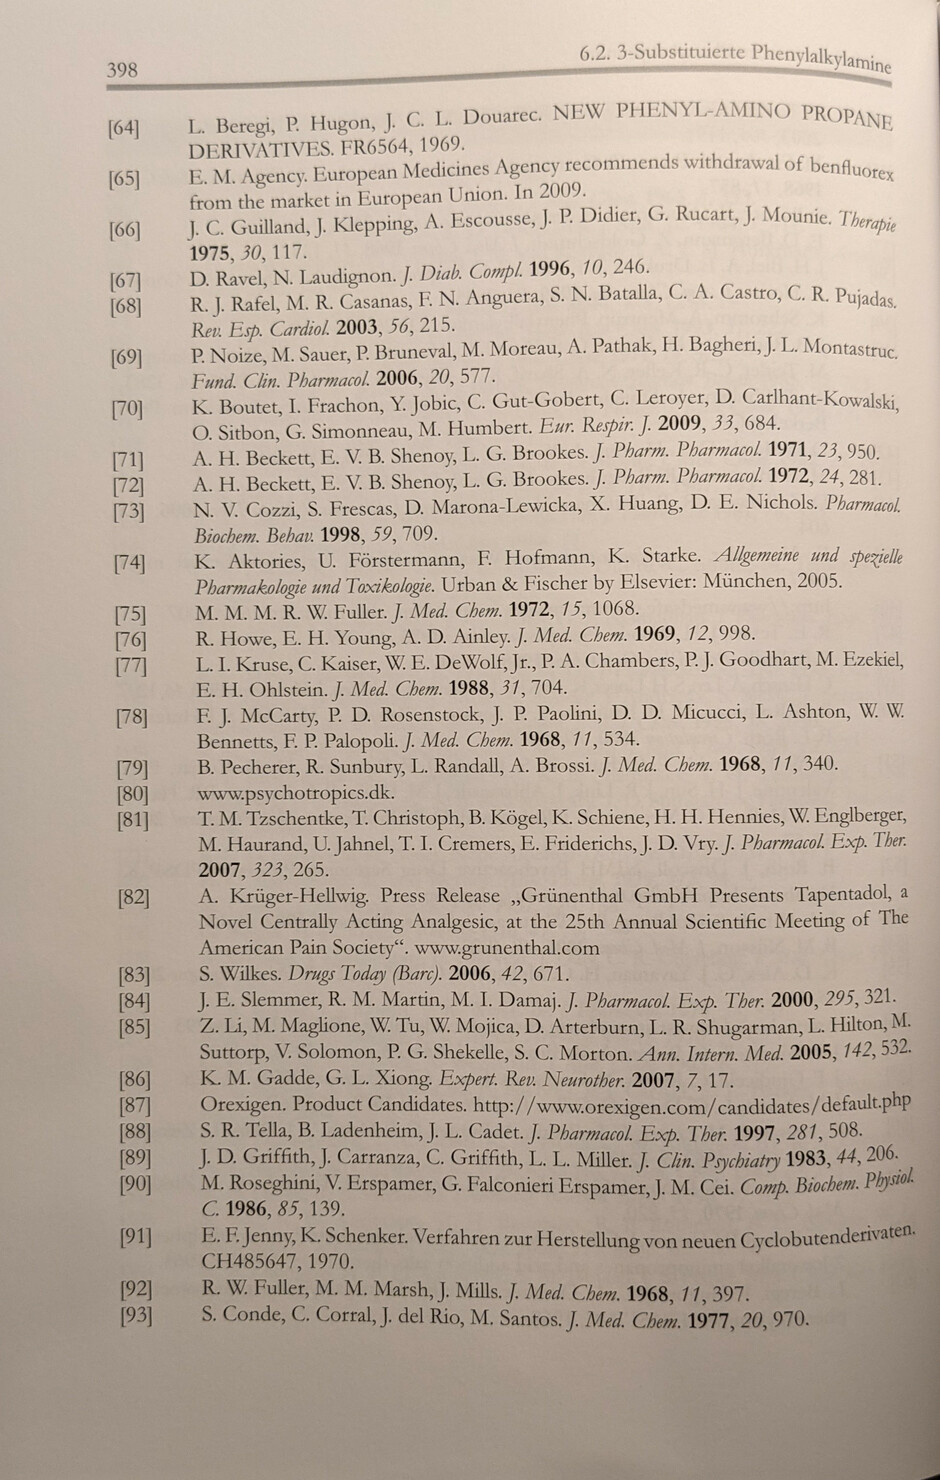 398
6.2. 3-Substituierte Phenylalkylamine
[64] L. Beregi, P. Hugon, J. C. L. Douarec. NEW PHENYL-AMINO PROPANE
DERIVATIVES. FR6564, 1969.
[65] E. M. Agency. European Medicines Agency recommends withdrawal of benfluorex
from the market in European Union. In 2009.
[66] J. C. Guilland, J. Klepping, A. Escousse, J. P. Didier, G. Rucart, J. Mounie. Therapie
1975, 30, 117.
[67] D. Ravel, N. Laudignon. J. Diab. Compl. 1996, 10, 246.
[68] R. J. Rafel, M. R. Casanas, F. N. Anguera, S. N. Batalla, C. A. Castro, C. R. Pujadas.
Rev. Esp. Cardiol. 2003, 56, 215.
[69] P. Noize, M. Sauer, P. Bruneval, M. Moreau, A. Pathak, H. Bagheri, J. L. Montastruc.
Fund. Clin. Pharmacol. 2006, 20, 577.
[70] K. Boutet, I. Frachon, Y. Jobic, C. Gut-Gobert, C. Leroyer, D. Carlhant-Kowalski,
O. Sitbon, G. Simonneau, M. Humbert. Eur. Respir. J. 2009, 33, 684.
[71] A. H. Beckett, E. V. B. Shenoy, L. G. Brookes. J. Pharm. Pharmacol. 1971, 23, 950.
[72] A. H. Beckett, E. V. B. Shenoy, L. G. Brookes. J. Pharm. Pharmacol. 1972, 24, 281.
[73] N. V. Cozzi, S. Frescas, D. Marona-Lewicka, X. Huang, D. E. Nichols. Pharmacol.
Biochem. Behav. 1998, 59, 709.
[74] K. Aktories, U. Förstermann, F. Hofmann, K. Starke. Allgemeine und spezielle
Pharmakologie und Toxikologie. Urban & Fischer by Elsevier: München, 2005.
[75] M. M. M. R. W. Fuller. J. Med. Chem. 1972, 15, 1068.
[76] R. Howe, E. H. Young, A. D. Ainley. J. Med. Chem. 1969, 12, 998.
[77] L. I. Kruse, C. Kaiser, W. E. DeWolf, Jr., P. A. Chambers, P. J. Goodhart, M. Ezekiel,
E. H. Ohlstein. J. Med. Chem. 1988, 31, 704.
[78] F. J. McCarty, P. D. Rosenstock, J. P. Paolini, D. D. Micucci, L. Ashton, W. W.
Bennetts, F. P. Palopoli. J. Med. Chem. 1968, 11, 534.
[79] B. Pecherer, R. Sunbury, L. Randall, A. Brossi. J. Med. Chem. 1968, 11, 340.
[80] www.psychotropics.dk.
[81] T. M. Tzschentke, T. Christoph, B. Kögel, K. Schiene, H. H. Hennies, W. Englberger,
M. Haurand, U. Jahnel, T. I. Cremers, E. Friderichs, J. D. Vry. J. Pharmacol. Exp. Ther.
2007, 323, 265.
[82] A. Krüger-Hellwig. Press Release „Grünenthal GmbH Presents Tapentadol, a
Novel Centrally Acting Analgesic, at the 25th Annual Scientific Meeting of The
American Pain Society“. www.grunenthal.com
[83] S. Wilkes. Drugs Today (Barc). 2006, 42, 671.
[84] J. E. Slemmer, R. M. Martin, M. I. Damaj. J. Pharmacol. Exp. Ther. 2000, 295, 321.
[85] Z. Li, M. Maglione, W. Tu, W. Mojica, D. Arterburn, L. R. Shugarman, L. Hilton, M.
Suttorp, V. Solomon, P. G. Shekelle, S. C. Morton. Ann. Intern. Med. 2005, 142, 532.
[86] K. M. Gadde, G. L. Xiong. Expert. Rev. Neurother. 2007, 7, 17.
[87] Orexigen. Product Candidates. http://www.orexigen.com/candidates/default.php
[88] S. R. Tella, B. Ladenheim, J. L. Cadet. J. Pharmacol. Exp. Ther. 1997, 281, 508.
[89] J. D. Griffith, J. Carranza, C. Griffith, L. L. Miller. J. Clin. Psychiatry 1983, 44, 206.
[90] M. Roseghini, V. Erspamer, G. Falconieri Erspamer, J. M. Cei. Comp. Biochem. Physiol.
C. 1986, 85, 139.
[91] E. F. Jenny, K. Schenker. Verfahren zur Herstellung von neuen Cyclobutenderivaten.
CH485647, 1970.
[92] R. W. Fuller, M. M. Marsh, J. Mills. J. Med. Chem. 1968, 11, 397.
[93] S. Conde, C. Corral, J. del Rio, M. Santos. J. Med. Chem. 1977, 20, 970.